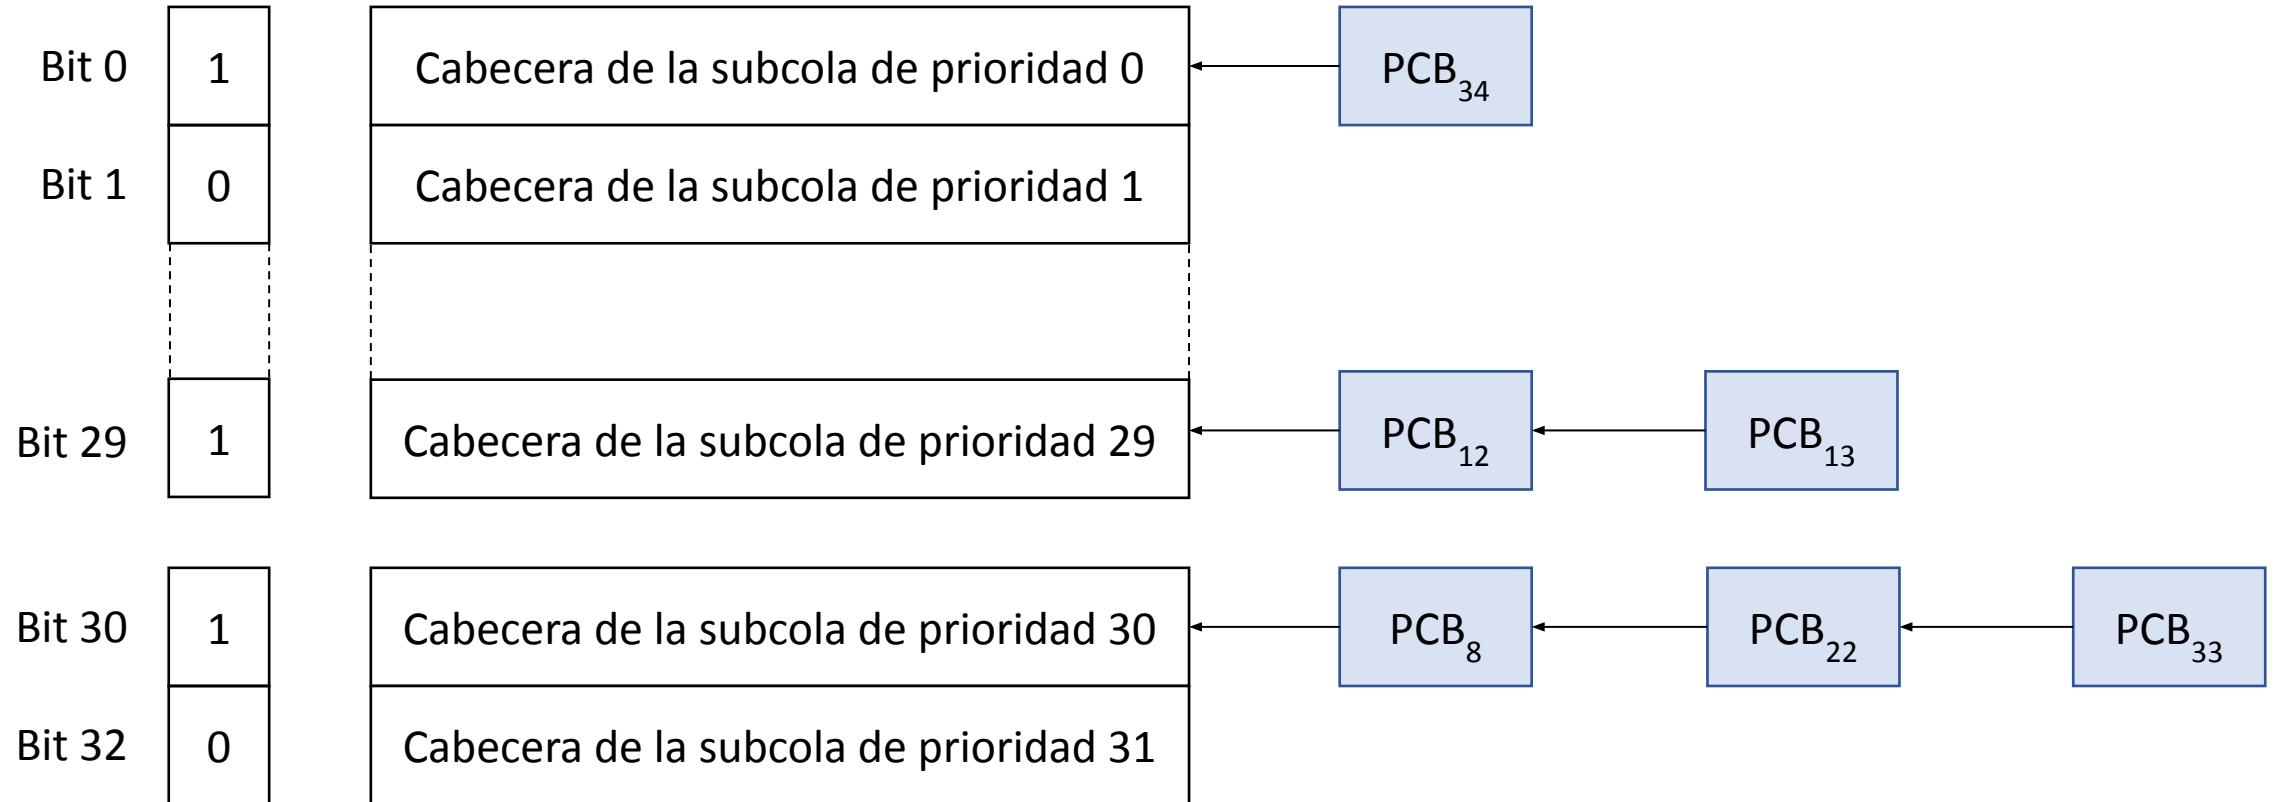 Bit 0 1 Cabecera de la subcola de prioridad 0 PCB34
Bit 1 0 Cabecera de la subcola de prioridad 1
Bit 29 1 Cabecera de la subcola de prioridad 29 PCB12 PCB13
Bit 30 1 Cabecera de la subcola de prioridad 30 PCB8 PCB22 PCB33
Bit 32 0 Cabecera de la subcola de prioridad 31